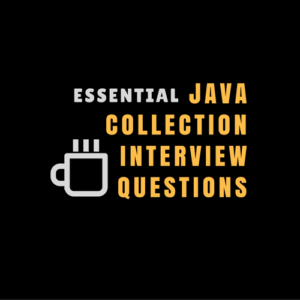 ESSENTIAL JAVA
COLLECTION
INTERVIEW
QUESTIONS